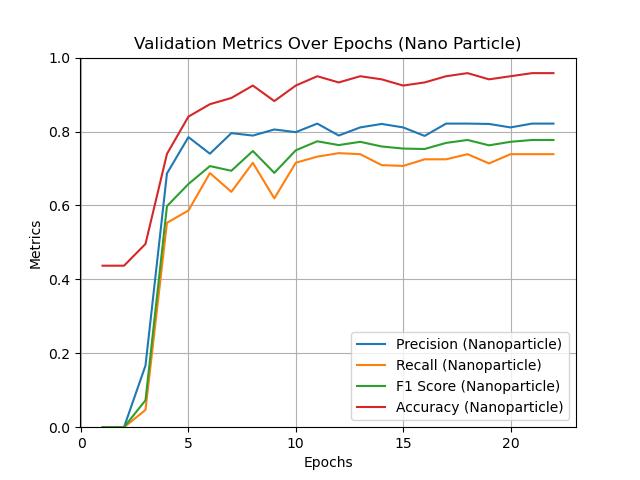 Validation Metrics Over Epochs (Nano Particle)
1.0
0.8
0.6
0.4
0.2
0.0
Metrics
Precision (Nanoparticle)
Recall (Nanoparticle)
F1 Score (Nanoparticle)
Accuracy (Nanoparticle)
0 5 10 15 20
Epochs